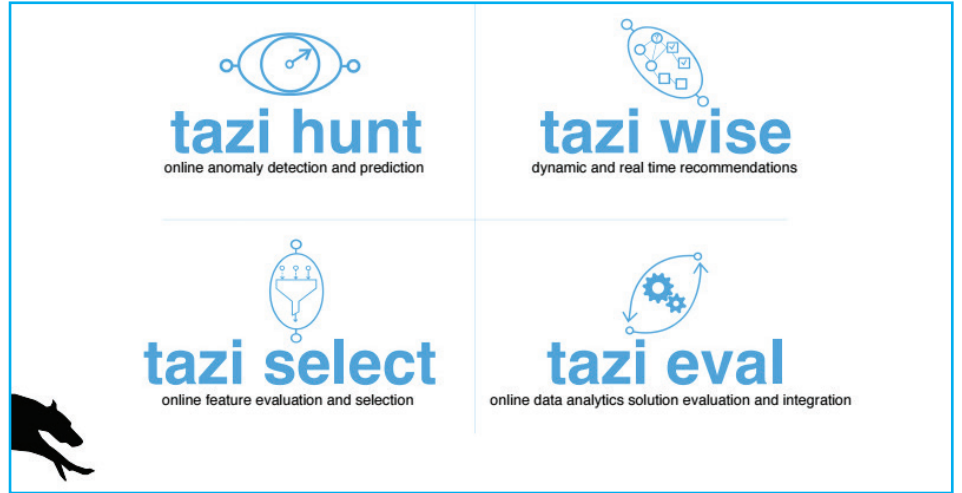 tazi hunt
online anomaly detection and prediction
tazi wise
dynamic and real time recommendations
tazi select
online feature evaluation and selection
tazi eval
online data analytics solution evaluation and integration